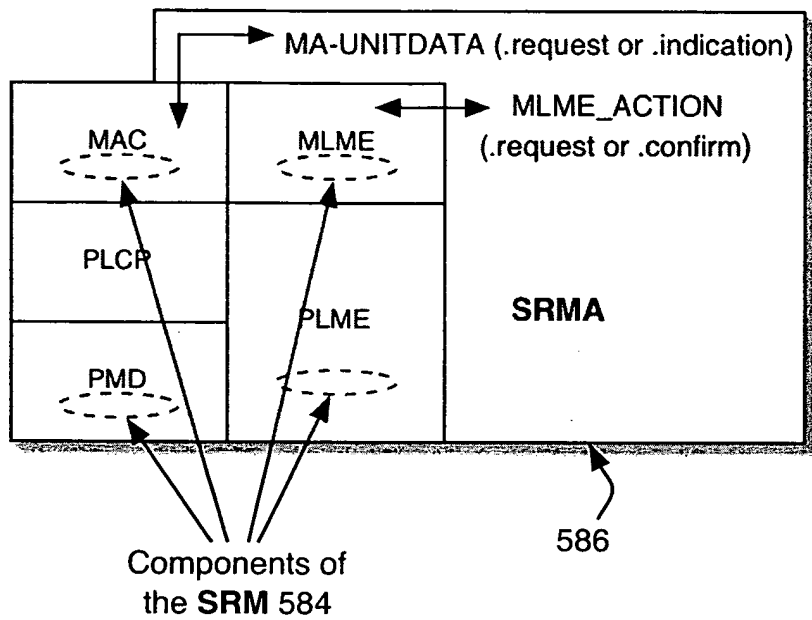 MA-UNITDATA (.request or .indication)
MLME_ACTION
(.request or .confirm)
MAC
MLME
PLCP
PLME
SRMA
PMD
586
Components of
the SRM 584